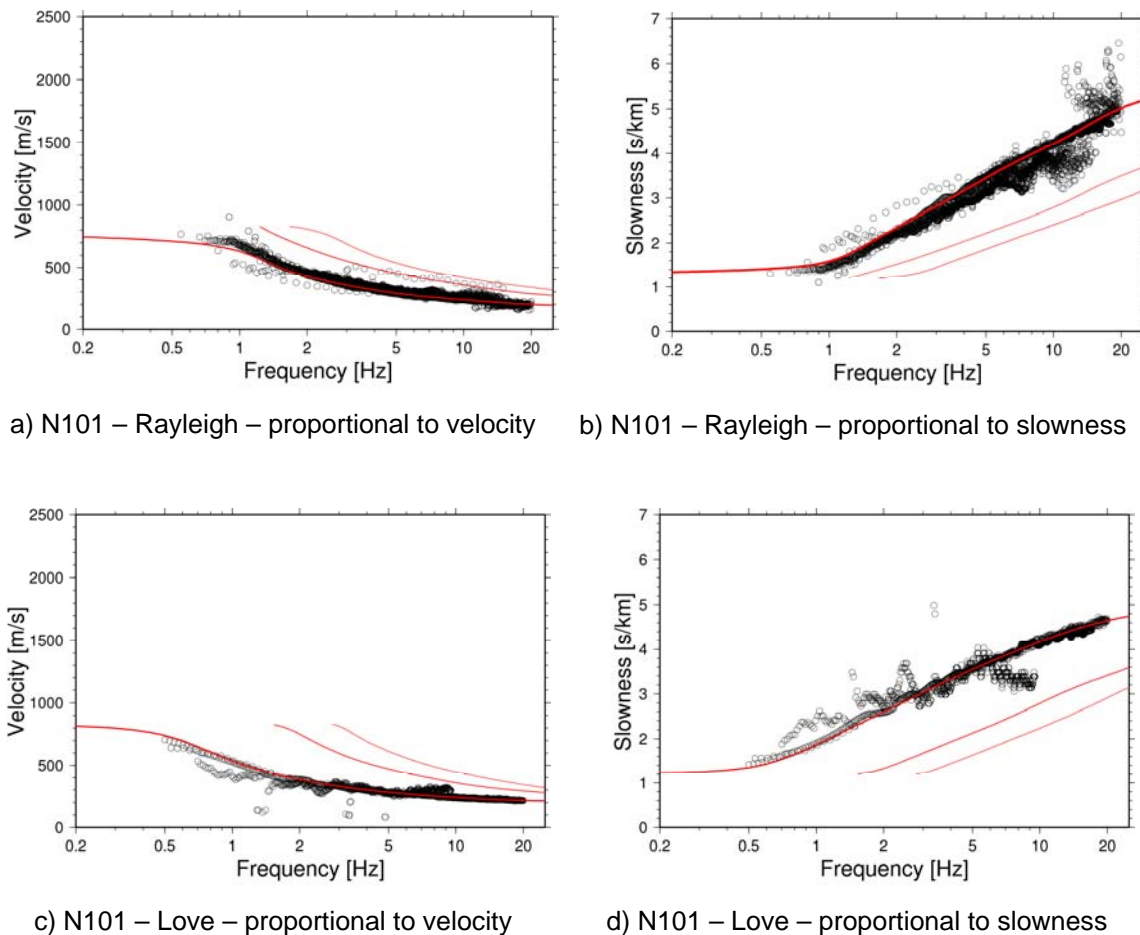 2500
2000
1500
1000
500
0
Velocity [m/s]
0.2 0.5 1 2 5 10 20
Frequency [Hz]
7
6
5
4
3
2
1
0
Slowness [s/km]
0.2 0.5 1 2 5 10 20
Frequency [Hz]
a) N101 – Rayleigh – proportional to velocity
b) N101 – Rayleigh – proportional to slowness
2500
2000
1500
1000
500
0
Velocity [m/s]
0.2 0.5 1 2 5 10 20
Frequency [Hz]
7
6
5
4
3
2
1
0
Slowness [s/km]
0.2 0.5 1 2 5 10 20
Frequency [Hz]
c) N101 – Love – proportional to velocity
d) N101 – Love – proportional to slowness